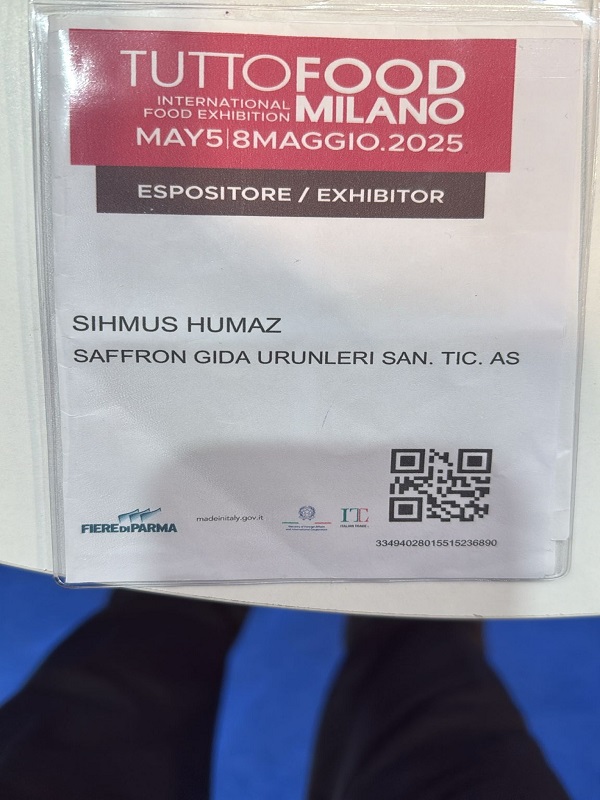 TUTTOFOOD
INTERNATIONAL
FOOD EXHIBITION
MILANO
MAY5|8MAGGIO.2025
ESPOSITORE / EXHIBITOR
SIHMUS HUMAZ
SAFFRON GIDA URUNLERI SAN. TIC. AS
FIERE DI PARMA
madeinitaly.gov.it
ITALIAN TRADE
33494028015515236890